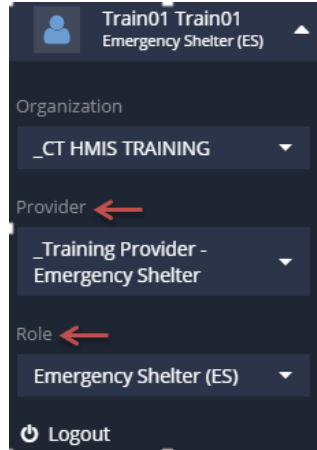 Train01 Train01
Emergency Shelter (ES)
Organization
_CT HMIS TRAINING
Provider
_Training Provider -
Emergency Shelter
Role
Emergency Shelter (ES)
Logout